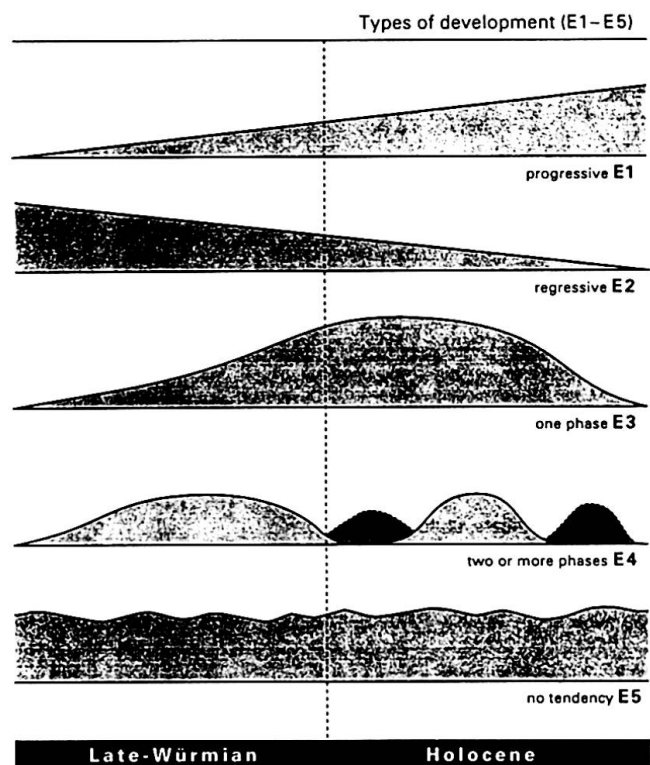 Types of development (E1–E5)
progressive E1
regressive E2
one phase E3
two or more phases E4
no tendency E5
Late-Würmian Holocene